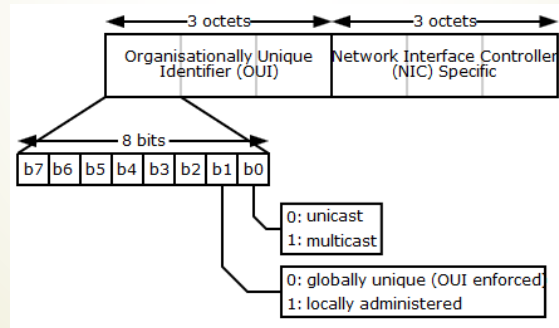 3 octets 3 octets
Organisationally Unique
Identifier (OUI)
Network Interface Controller
(NIC) Specific
8 bits
b7 b6 b5 b4 b3 b2 b1 b0
0: unicast
1: multicast
0: globally unique (OUI enforced)
1: locally administered